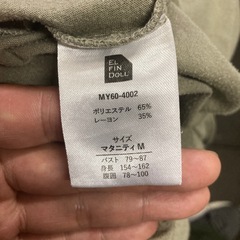 EL
FIN
DOLL
MY60-4002
ポリエステル 65%
レーヨン 35%
サイズ
マタニティ M
バスト 79~87
身長 154~162
腹囲 78~100